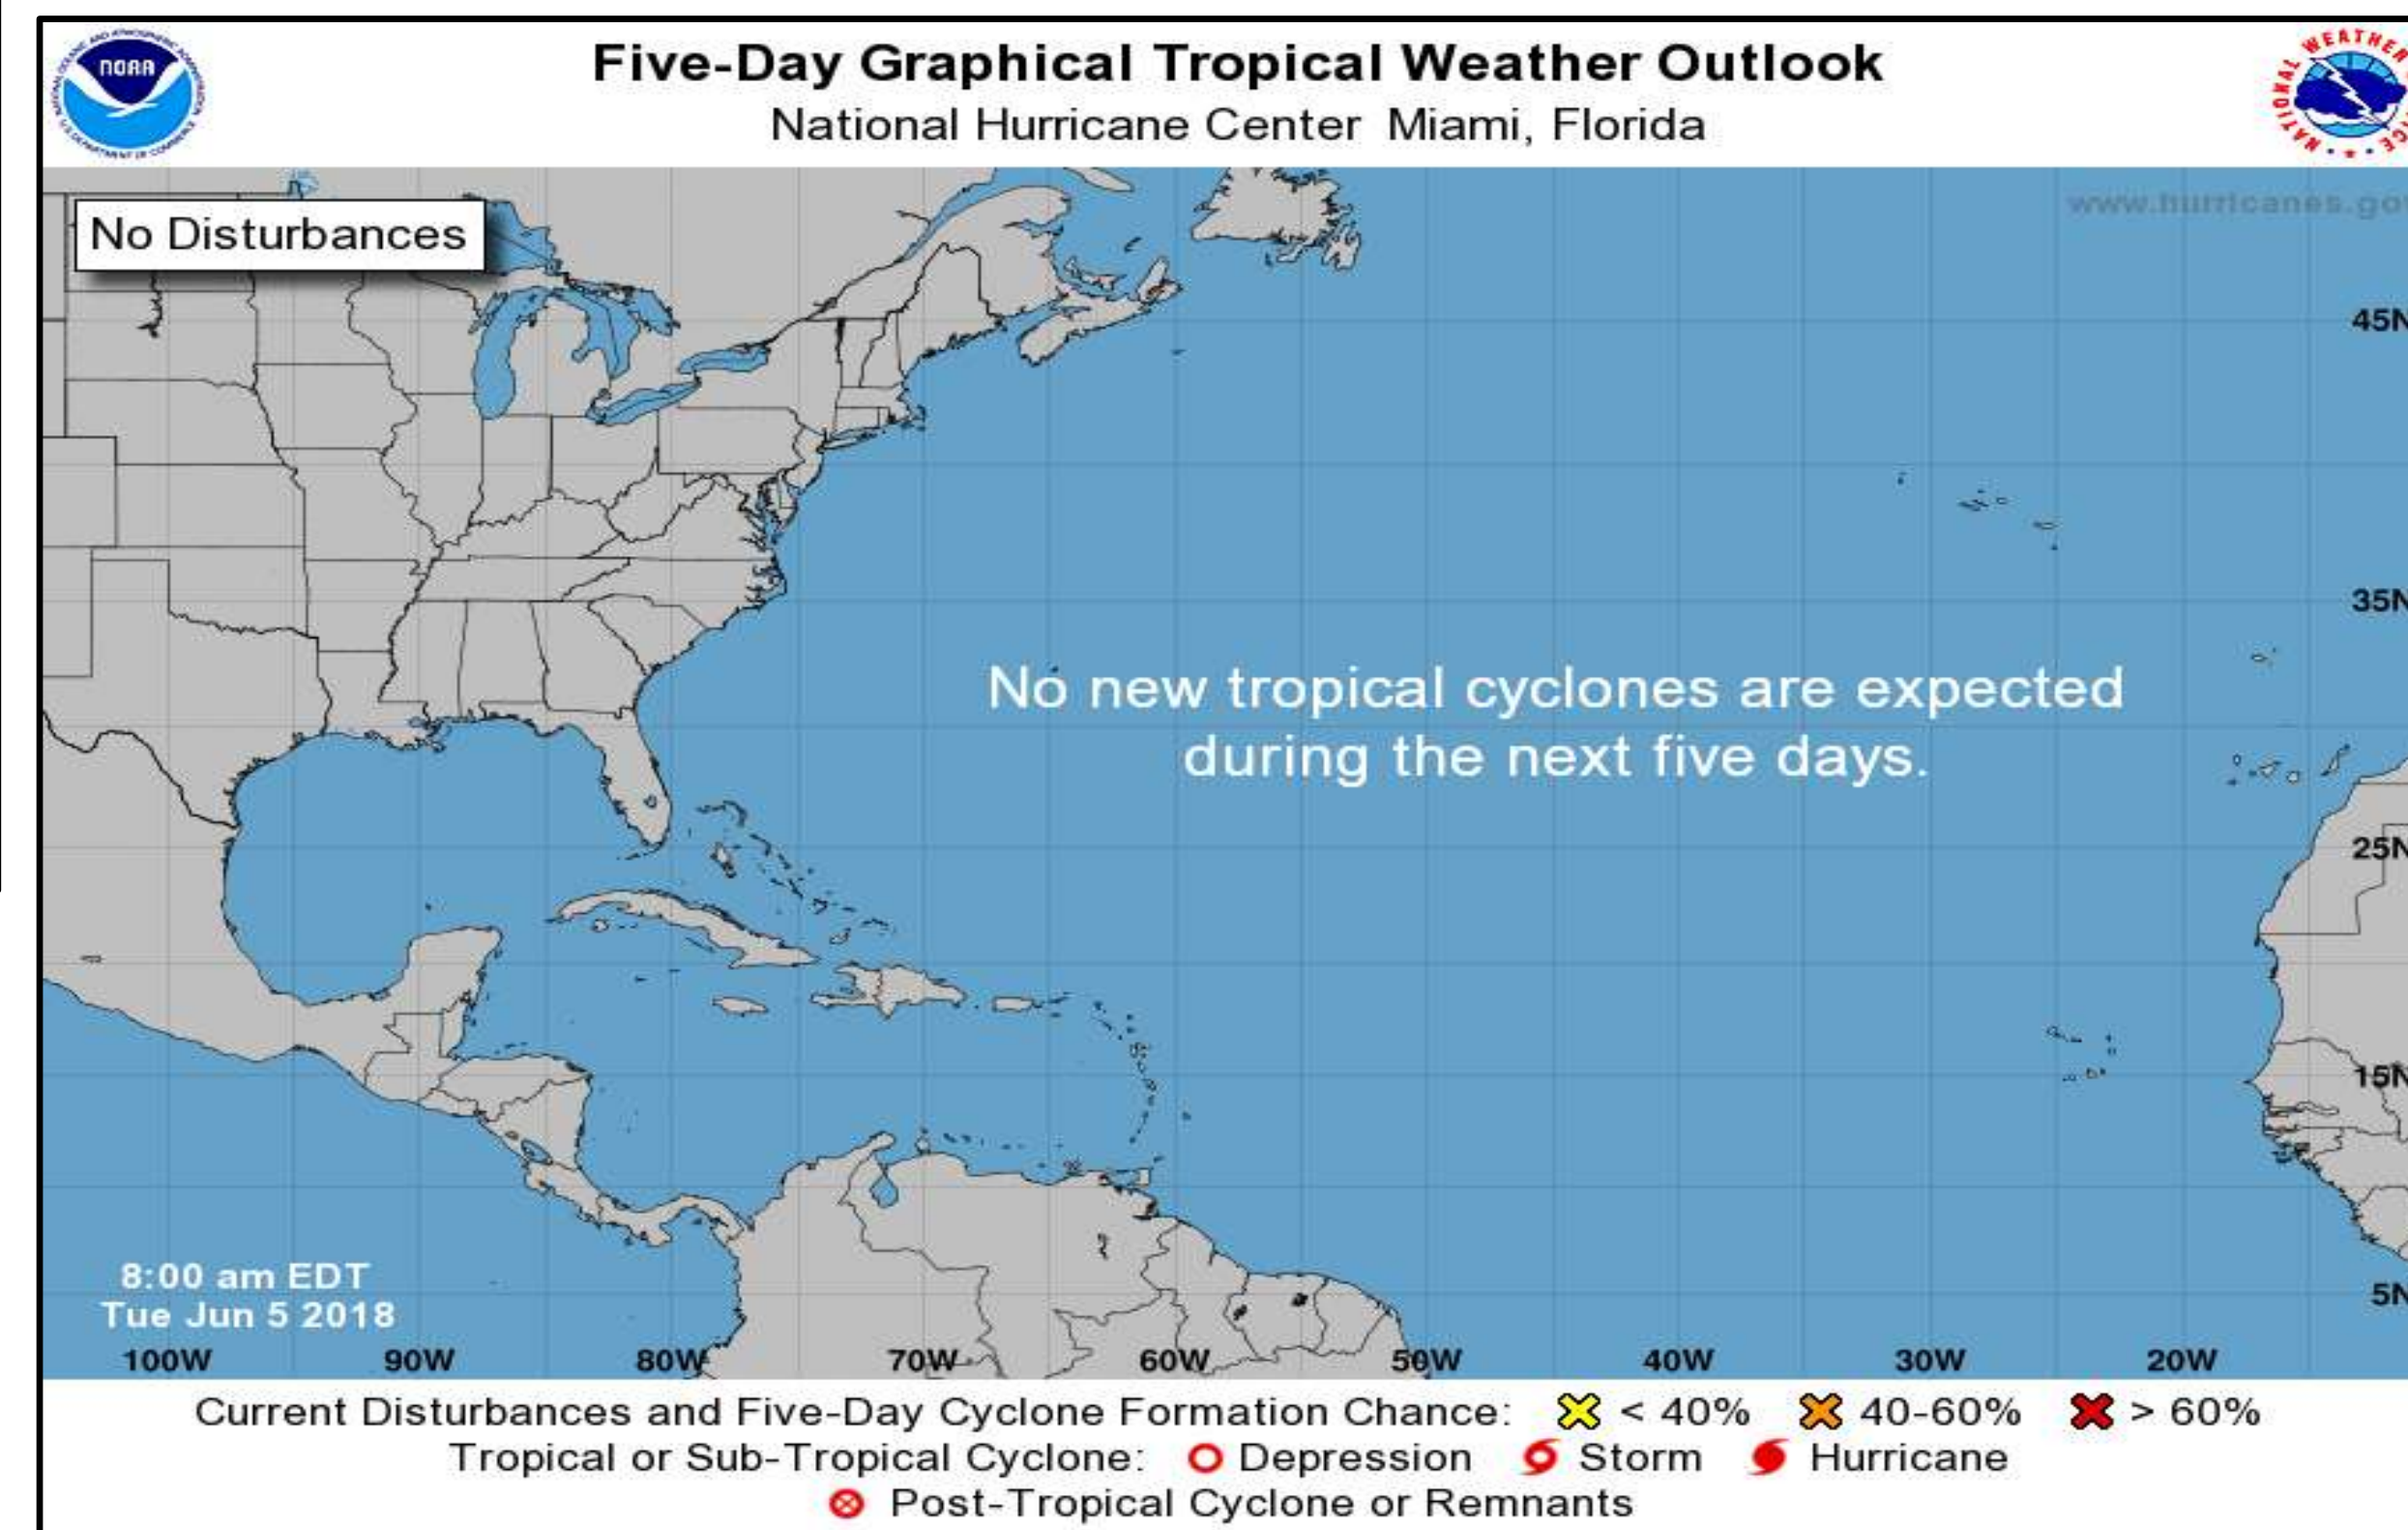 NOAA
Five-Day Graphical Tropical Weather Outlook
National Hurricane Center Miami, Florida
NATIONAL WEATHER
www.hurricanes.gov
No Disturbances
45N
35N
No new tropical cyclones are expected
during the next five days.
25N
15N
5N
8:00 am EDT
Tue Jun 5 2018
100W 90W 80W 70W 60W 50W 40W 30W 20W
Current Disturbances and Five-Day Cyclone Formation Chance: < 40% 40-60% > 60%
Tropical or Sub-Tropical Cyclone: Depression Storm Hurricane
Post-Tropical Cyclone or Remnants